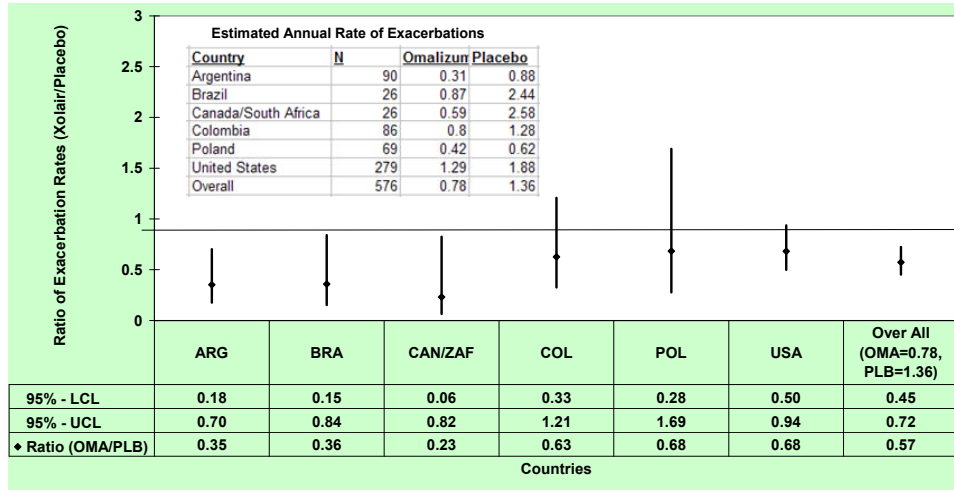 Ratio of Exacerbation Rates (Xolair/Placebo)
3
2.5
2
1.5
1
0.5
0
Estimated Annual Rate of Exacerbations
Country N Omalizum Placebo
Argentina 90 0.31 0.88
Brazil 26 0.87 2.44
Canada/South Africa 26 0.59 2.58
Colombia 86 0.8 1.28
Poland 69 0.42 0.62
United States 279 1.29 1.88
Overall 576 0.78 1.36
ARG BRA CAN/ZAF COL POL USA Over All
(OMA=0.78,
PLB=1.36)
95% - LCL 0.18 0.15 0.06 0.33 0.28 0.50 0.45
95% - UCL 0.70 0.84 0.82 1.21 1.69 0.94 0.72
Ratio (OMA/PLB) 0.35 0.36 0.23 0.63 0.68 0.68 0.57
Countries